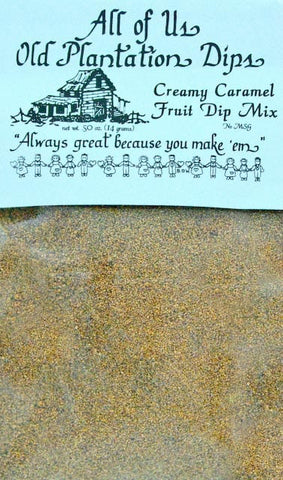 All of Us
Old Plantation Dips
Creamy Caramel
Fruit Dip Mix
net wt. .50 oz. (14 grams)
No MSG
"Always great because you make 'em"